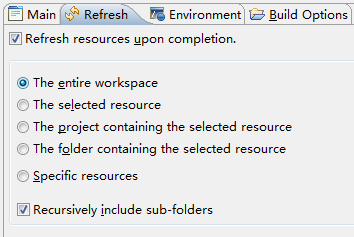 Main Refresh Environment Build Options
Refresh resources upon completion.
The entire workspace
The selected resource
The project containing the selected resource
The folder containing the selected resource
Specific resources
Recursively include sub-folders